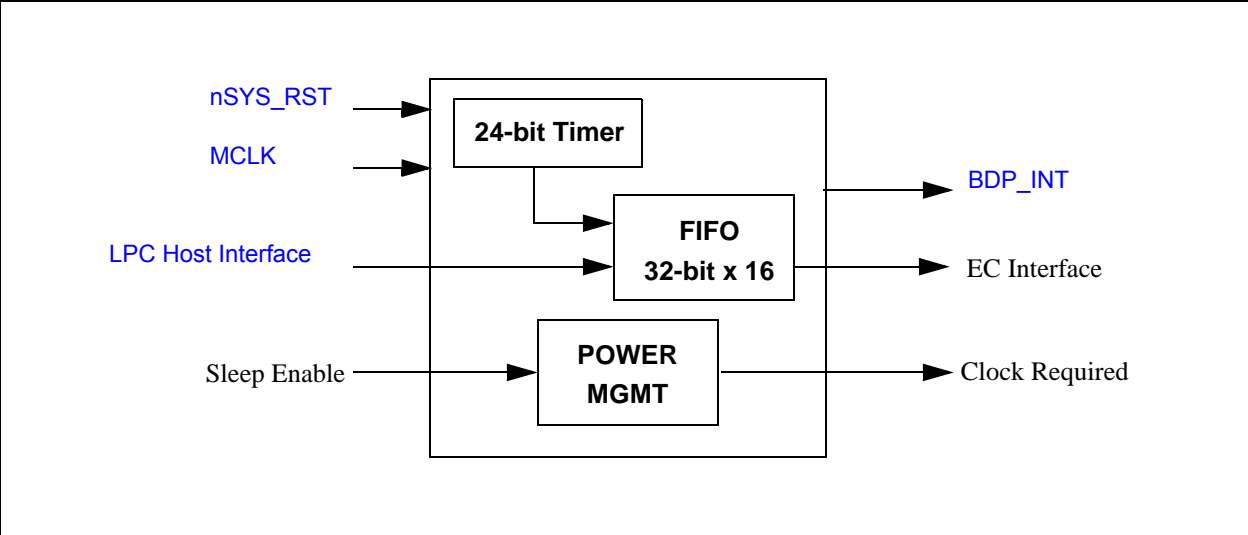 nSYS_RST
MCLK
LPC Host Interface
Sleep Enable
24-bit Timer
FIFO
32-bit x 16
POWER
MGMT
BDP_INT
EC Interface
Clock Required